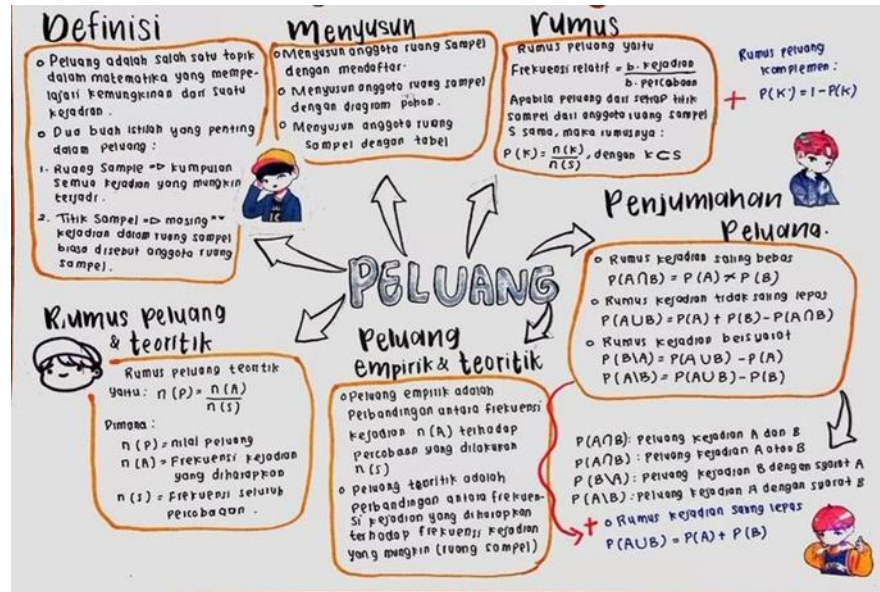 Definisi
o Peluang adalah salah satu topik
dalam matematika yang mempe-
lajari kemungkinan dari suatu
kejadian.
o Dua buah istilah yang penting
dalam peluang :
1. Ruang Sample => kumpulan
semua kejadian yang mungkin
terjadi.
2. Titik Sampel => masing""
kejadian dalam ruang sampel
biasa disebut anggota ruang
sampel.
Menyusun
o Menyusun anggota ruang sampel
dengan mendaftar.
o Menyusun anggota ruang sampel
dengan diagram pohon.
o Menyusun anggota ruang
sampel dengan tabel
rumus
Rumus peluang yaitu
Frekuensi relatif = b. kejadian
b. percobaan
Apabila peluang dari setiap titik
sampel dari anggota ruang sampel
S sama, maka rumusnya :
P(K) = n(K) / n(S), dengan K⊂S
+ Rumus peluang
komplemen :
P(K') = 1 - P(K)
PELUANG
Penjumlahan
Peluang.
o Rumus kejadian saling bebas
P(A∩B) = P(A) × P(B)
o Rumus kejadian tidak saling lepas
P(A∪B) = P(A) + P(B) - P(A∩B)
o Rumus kejadian bersyarat
P(B\A) = P(A∪B) - P(A)
P(A\B) = P(A∪B) - P(B)
P(A∩B): Peluang kejadian A dan B
P(A∩B) : Peluang kejadian A atau B
P(B\A) : Peluang kejadian B dengan syarat A
P(A\B) : Peluang kejadian A dengan syarat B
+ o Rumus kejadian saling lepas
P(A∪B) = P(A) + P(B)
Rumus peluang
& teoritik
Rumus peluang teoritik
yaitu: n(P) = n(A) / n(S)
Dimana :
n(P) = nilai peluang
n(A) = Frekuensi kejadian
yang diharapkan
n(S) = Frekuensi seluruh
percobaan.
Peluang
empirik & teoritik
o Peluang empirik adalah
Perbandingan antara frekuensi
kejadian n(A) terhadap
percobaan yang dilakukan
n(s)
o Peluang teoritik adalah
perbandingan antara frekuen-
si kejadian yang diharapkan
terhadap frekuensi kejadian
yang mungkin (ruang sampel)